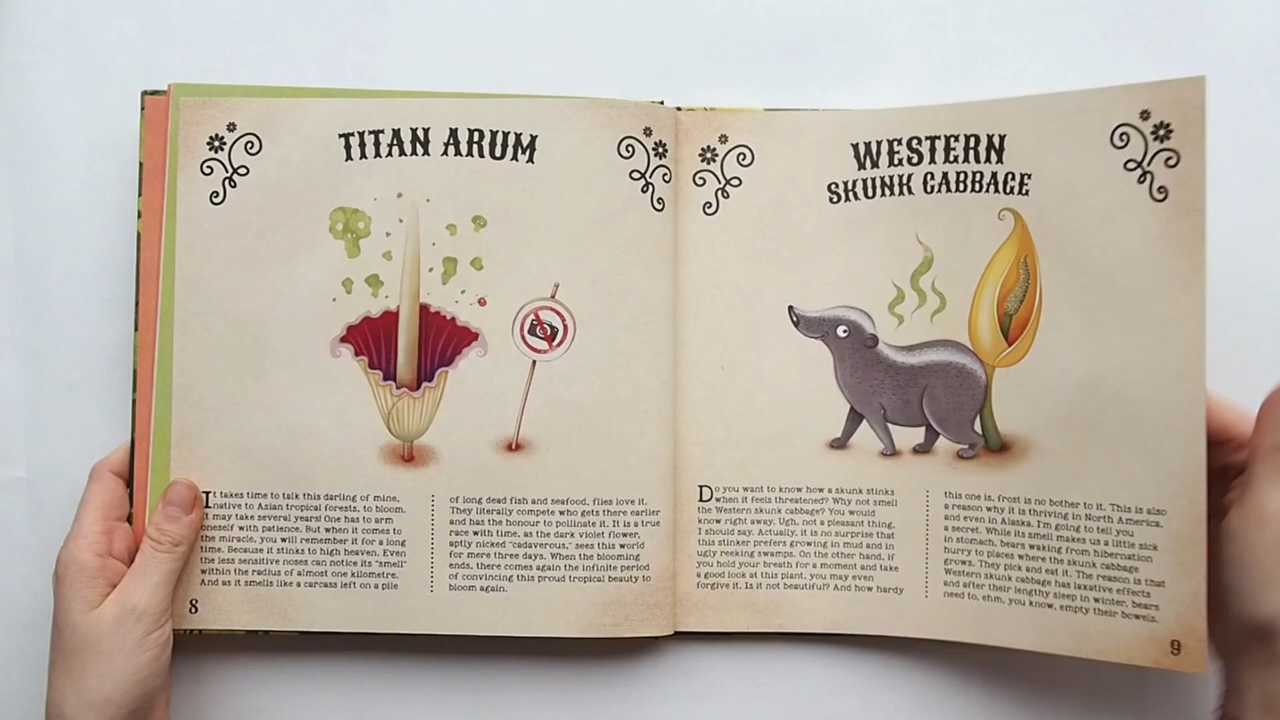 TITAN ARUM
It takes time to talk this darling of mine,
native to Asian tropical forests, to bloom.
It may take several years! One has to arm
oneself with patience. But when it comes to
the miracle, you will remember it for a long
time. Because it stinks to high heaven. Even
the less sensitive noses can notice its "smell"
within the radius of almost one kilometre.
And as it smells like a carcass left on a pile
of long dead fish and seafood, flies love it.
They literally compete who gets there earlier
and has the honour to pollinate it. It is a true
race with time, as the dark violet flower,
aptly nicked "cadaverous," sees this world
for mere three days. When the blooming
ends, there comes again the infinite period
of convincing this proud tropical beauty to
bloom again.
8
WESTERN
SKUNK CABBAGE
Do you want to know how a skunk stinks
when it feels threatened? Why not smell
the Western skunk cabbage? You would
know right away. Ugh, not a pleasant thing,
I should say. Actually, it is no surprise that
this stinker prefers growing in mud and in
ugly reeking swamps. On the other hand, if
you hold your breath for a moment and take
a good look at this plant, you may even
forgive it. Is it not beautiful? And how hardy
this one is, frost is no bother to it. This is also
a reason why it is thriving in North America,
and even in Alaska. I'm going to tell you
a secret. While its smell makes us a little sick
in stomach, bears waking from hibernation
hurry to places where the skunk cabbage
grows. They pick and eat it. The reason is that
Western skunk cabbage has laxative effects
and after their lengthy sleep in winter, bears
need to, ehm, you know, empty their bowels.
9